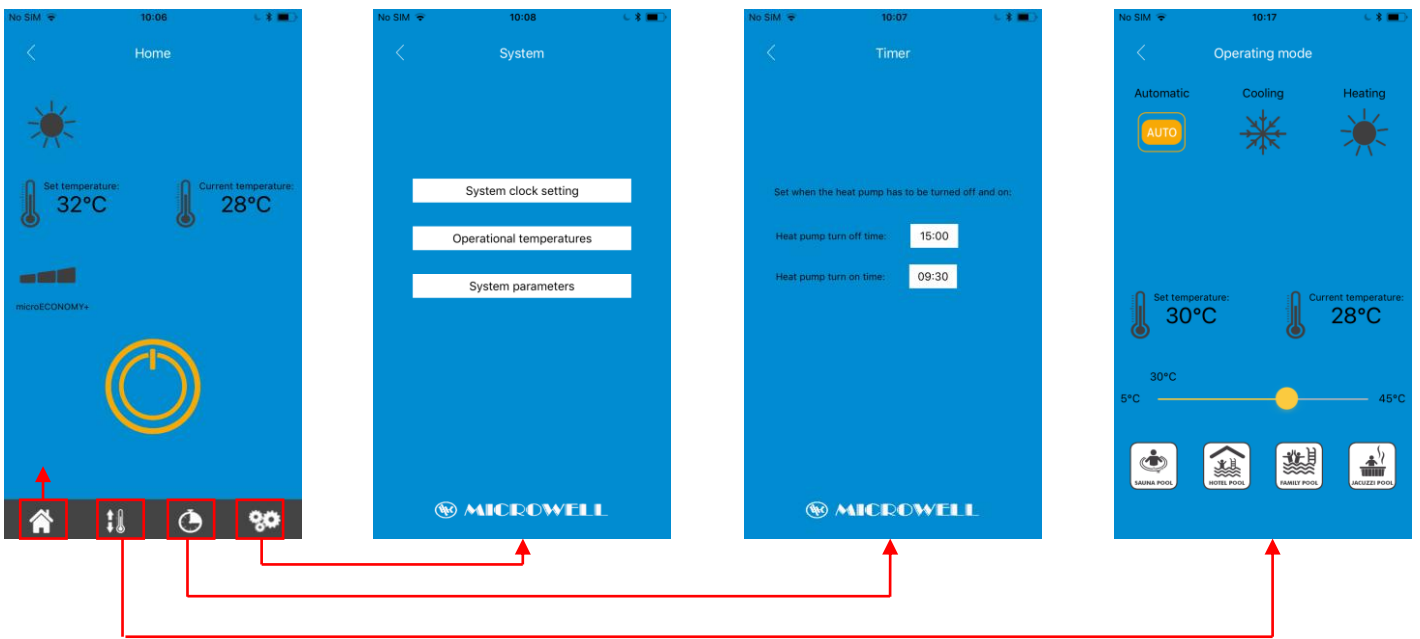 No SIM 10:06
Home
Set temperature:
32°C
Current temperature:
28°C
microECONOMY+
No SIM 10:08
System
System clock setting
Operational temperatures
System parameters
MICROWELL
No SIM 10:07
Timer
Set when the heat pump has to be turned off and on:
Heat pump turn off time: 15:00
Heat pump turn on time: 09:30
MICROWELL
No SIM 10:17
Operating mode
Automatic Cooling Heating
AUTO
Set temperature:
30°C
Current temperature:
28°C
30°C
5°C 45°C
SAUNA POOL HOTEL POOL FAMILY POOL JACUZZI POOL